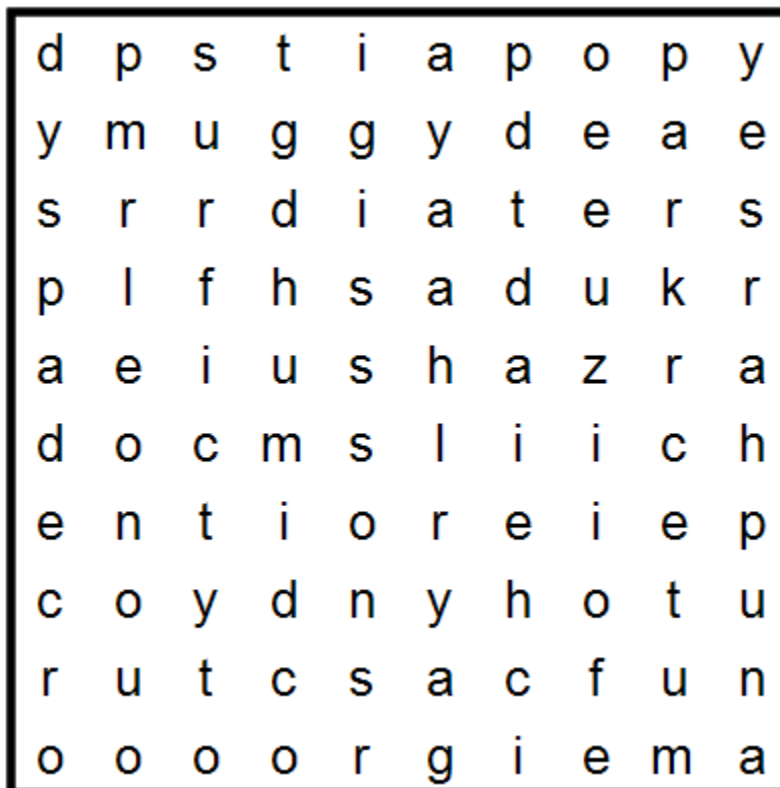 d p s t i a p o p y
y m u g g y d e a e
s r r d i a t e r s
p l f h s a d u k r
a e i u s h a z r a
d o c m s l i i c h
e n t i o r e i e p
c o y d n y h o t u
r u t c s a c f u n
o o o o r g i e m a